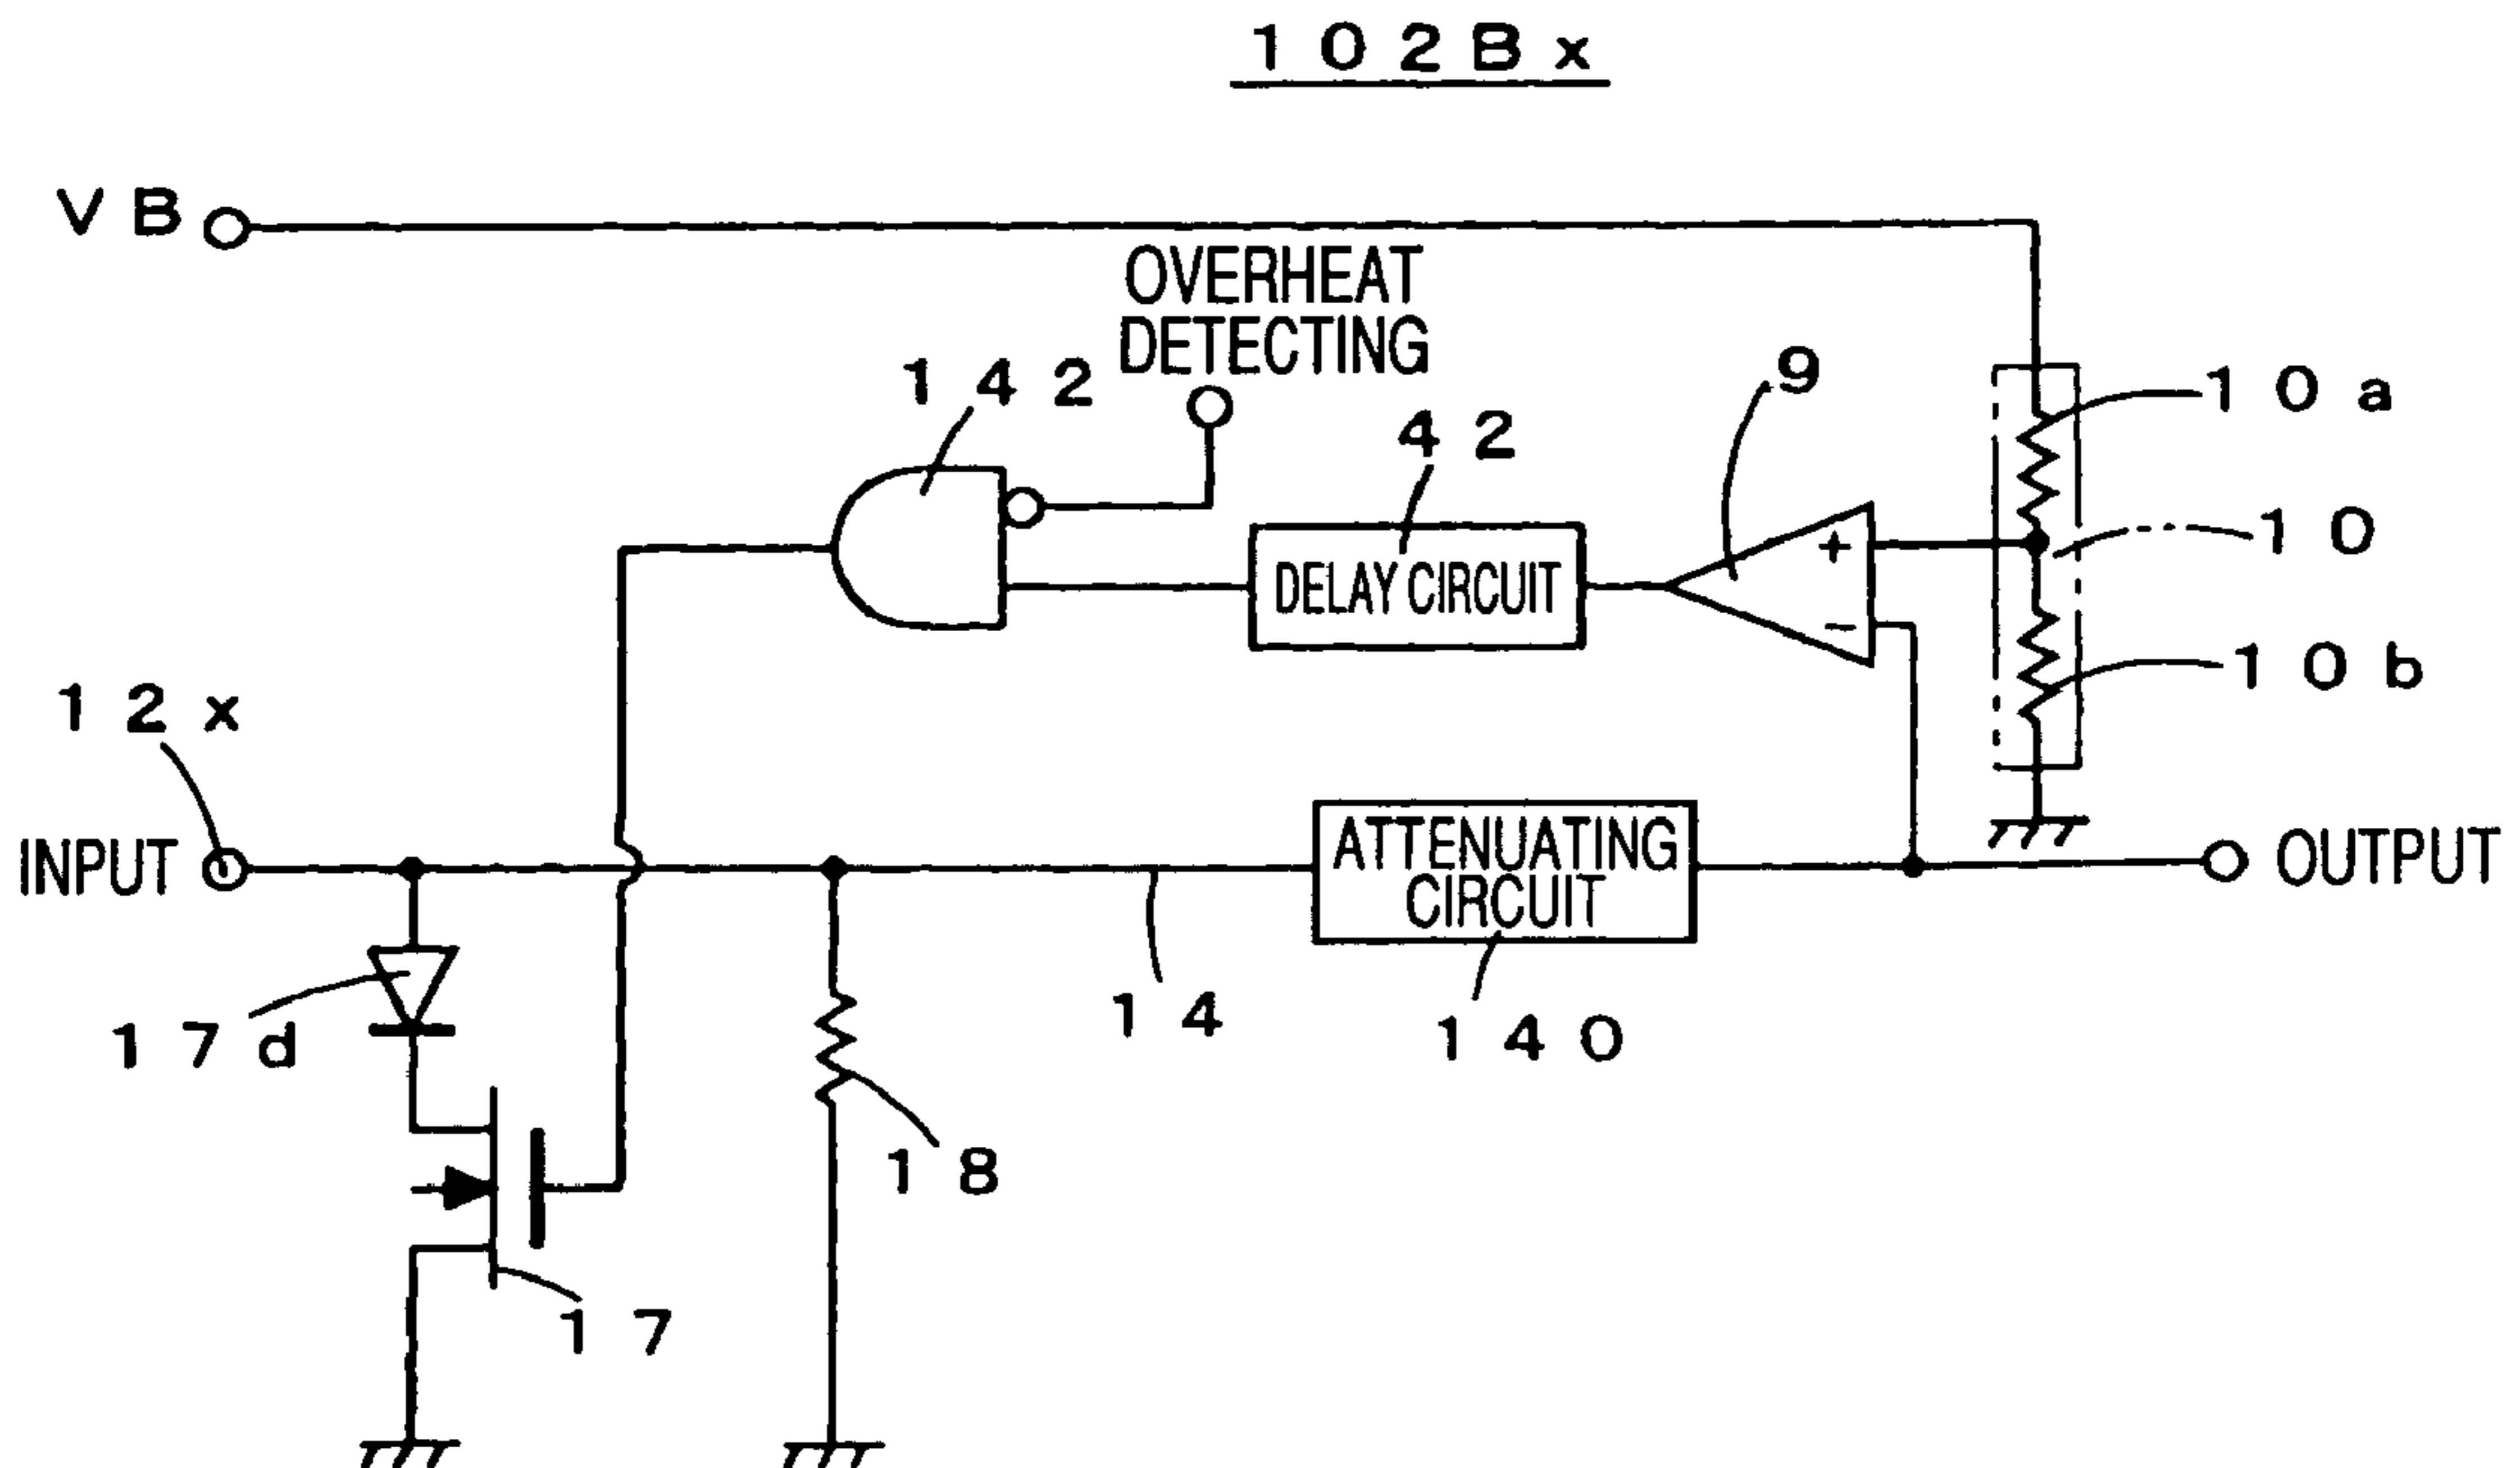 102Bx
VB
OVERHEAT
DETECTING
142
42
9
10a
10
10b
+
−
DELAY CIRCUIT
12x
INPUT
ATTENUATING
CIRCUIT
OUTPUT
17d
14
140
18
17